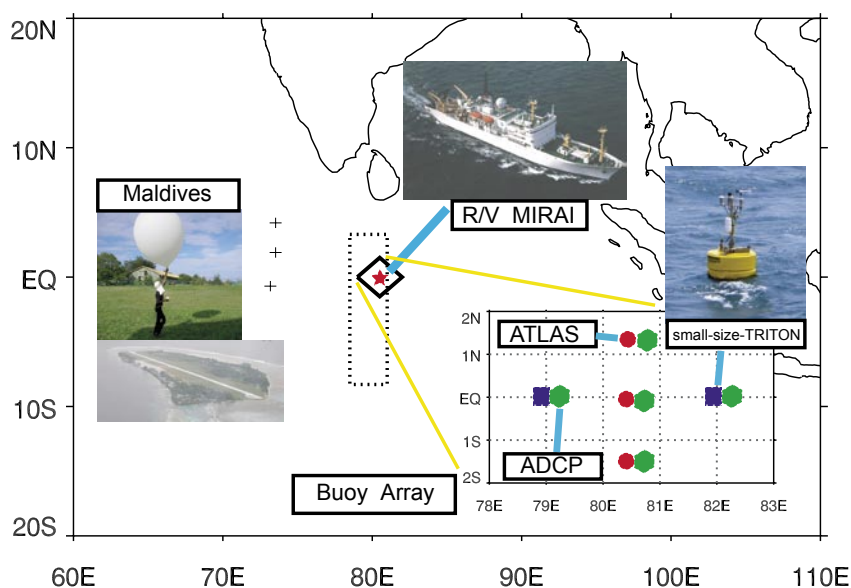 20N
10N
EQ
10S
20S
60E 70E 80E 90E 100E 110E
Maldives
R/V MIRAI
small-size-TRITON
ATLAS
ADCP
Buoy Array
2N
1N
EQ
1S
2S
78E 79E 80E 81E 82E 83E